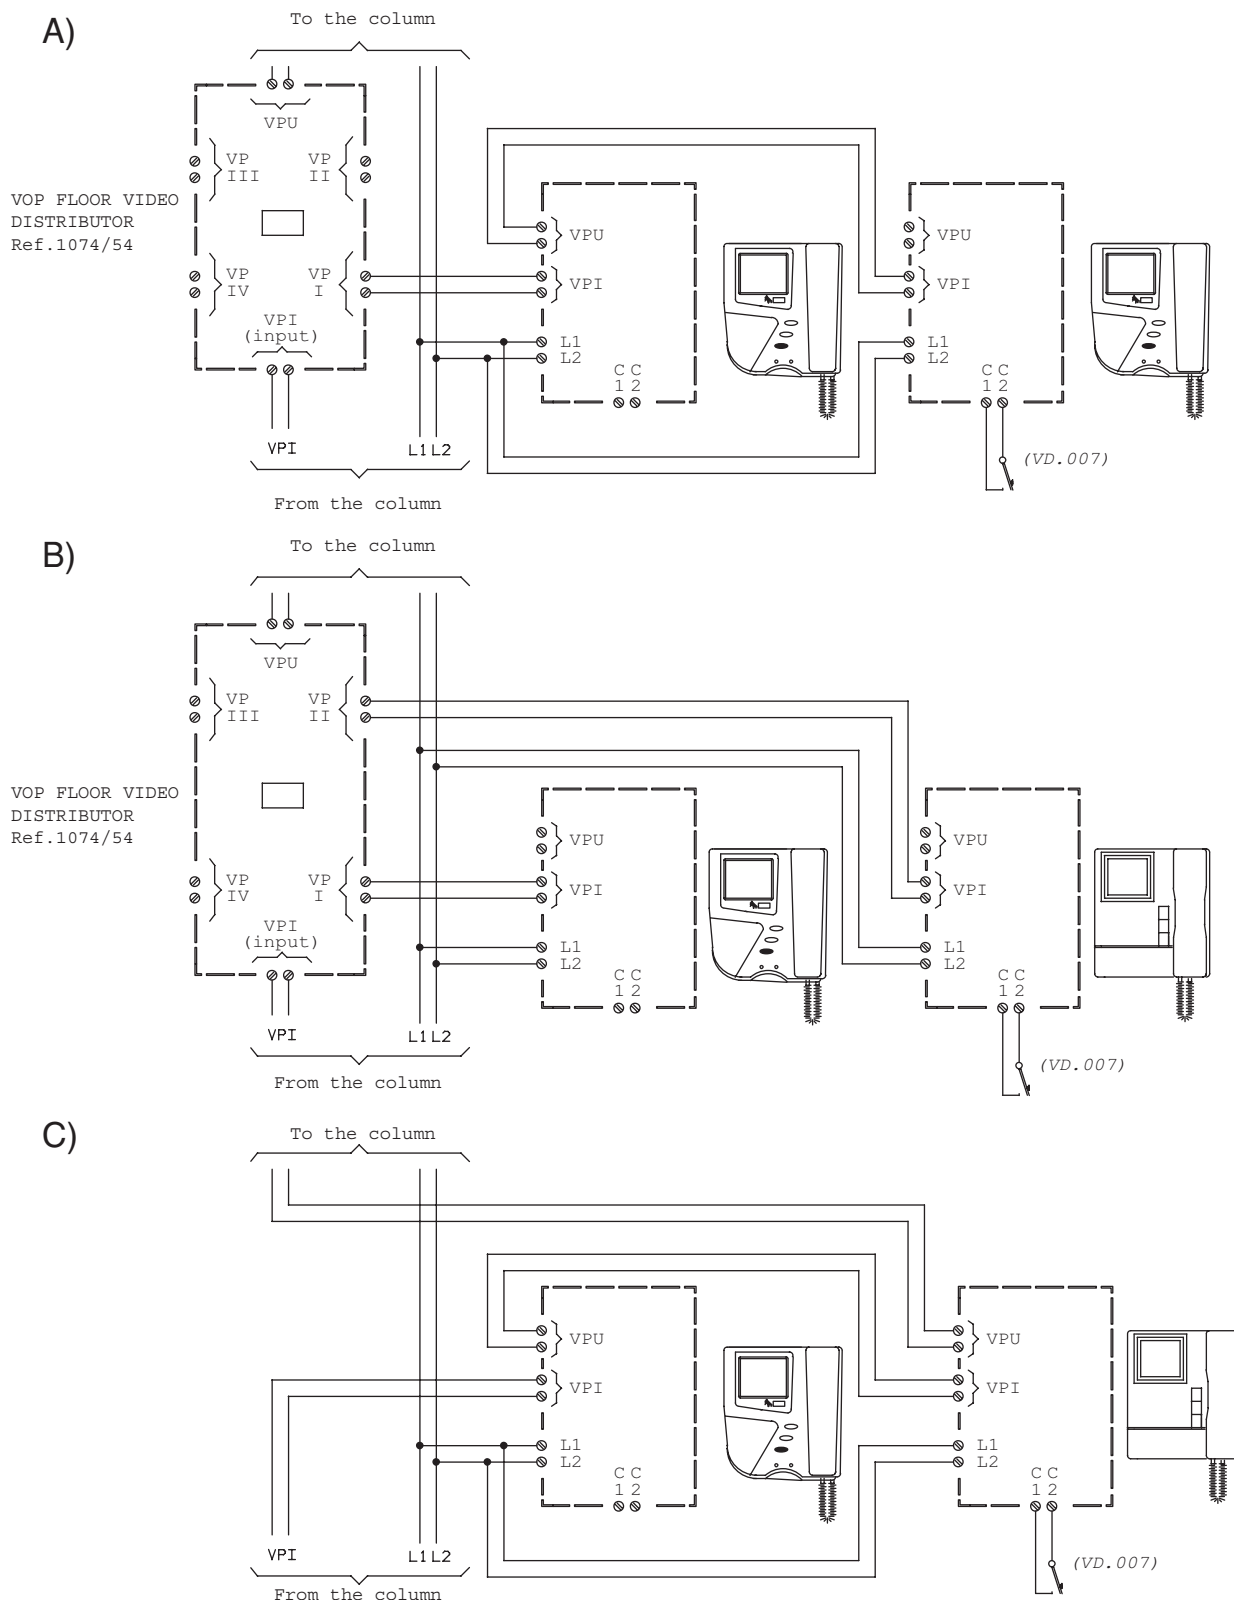 A)
To the column
VPU
VP
III
VP
II
VOP FLOOR VIDEO
DISTRIBUTOR
Ref.1074/54
VP
IV
VP
I
VPI
(input)
VPI
L1 L2
From the column
VPU
VPI
L1
L2
C C
1 2
VPU
VPI
L1
L2
C C
1 2
(VD.007)
B)
To the column
VPU
VP
III
VP
II
VOP FLOOR VIDEO
DISTRIBUTOR
Ref.1074/54
VP
IV
VP
I
VPI
(input)
VPI
L1 L2
From the column
VPU
VPI
L1
L2
C C
1 2
VPU
VPI
L1
L2
C C
1 2
(VD.007)
C)
To the column
VPU
VPI
L1
L2
C C
1 2
VPU
VPI
L1
L2
C C
1 2
(VD.007)
VPI
L1 L2
From the column